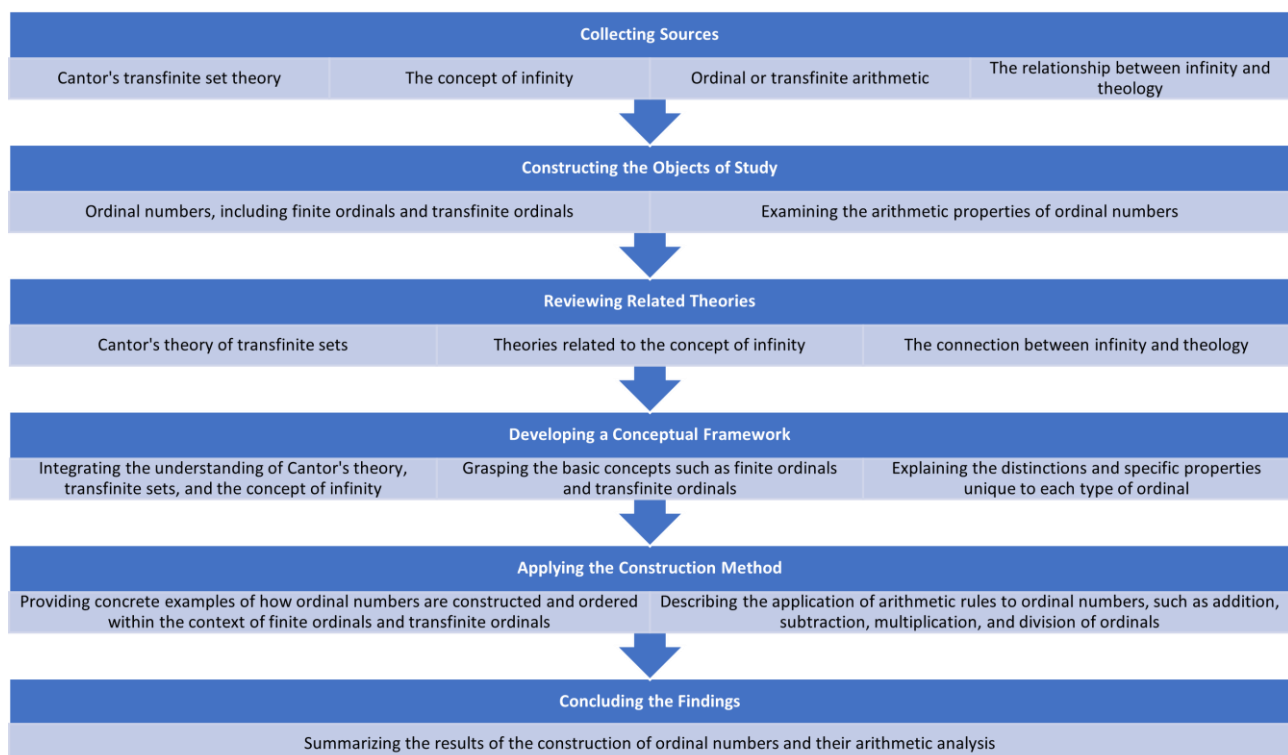 Collecting Sources
Cantor's transfinite set theory
The concept of infinity
Ordinal or transfinite arithmetic
The relationship between infinity and
theology
Constructing the Objects of Study
Ordinal numbers, including finite ordinals and transfinite ordinals
Examining the arithmetic properties of ordinal numbers
Reviewing Related Theories
Cantor's theory of transfinite sets
Theories related to the concept of infinity
The connection between infinity and theology
Developing a Conceptual Framework
Integrating the understanding of Cantor's theory,
transfinite sets, and the concept of infinity
Grasping the basic concepts such as finite ordinals
and transfinite ordinals
Explaining the distinctions and specific properties
unique to each type of ordinal
Applying the Construction Method
Providing concrete examples of how ordinal numbers are constructed and ordered
within the context of finite ordinals and transfinite ordinals
Describing the application of arithmetic rules to ordinal numbers, such as addition,
subtraction, multiplication, and division of ordinals
Concluding the Findings
Summarizing the results of the construction of ordinal numbers and their arithmetic analysis